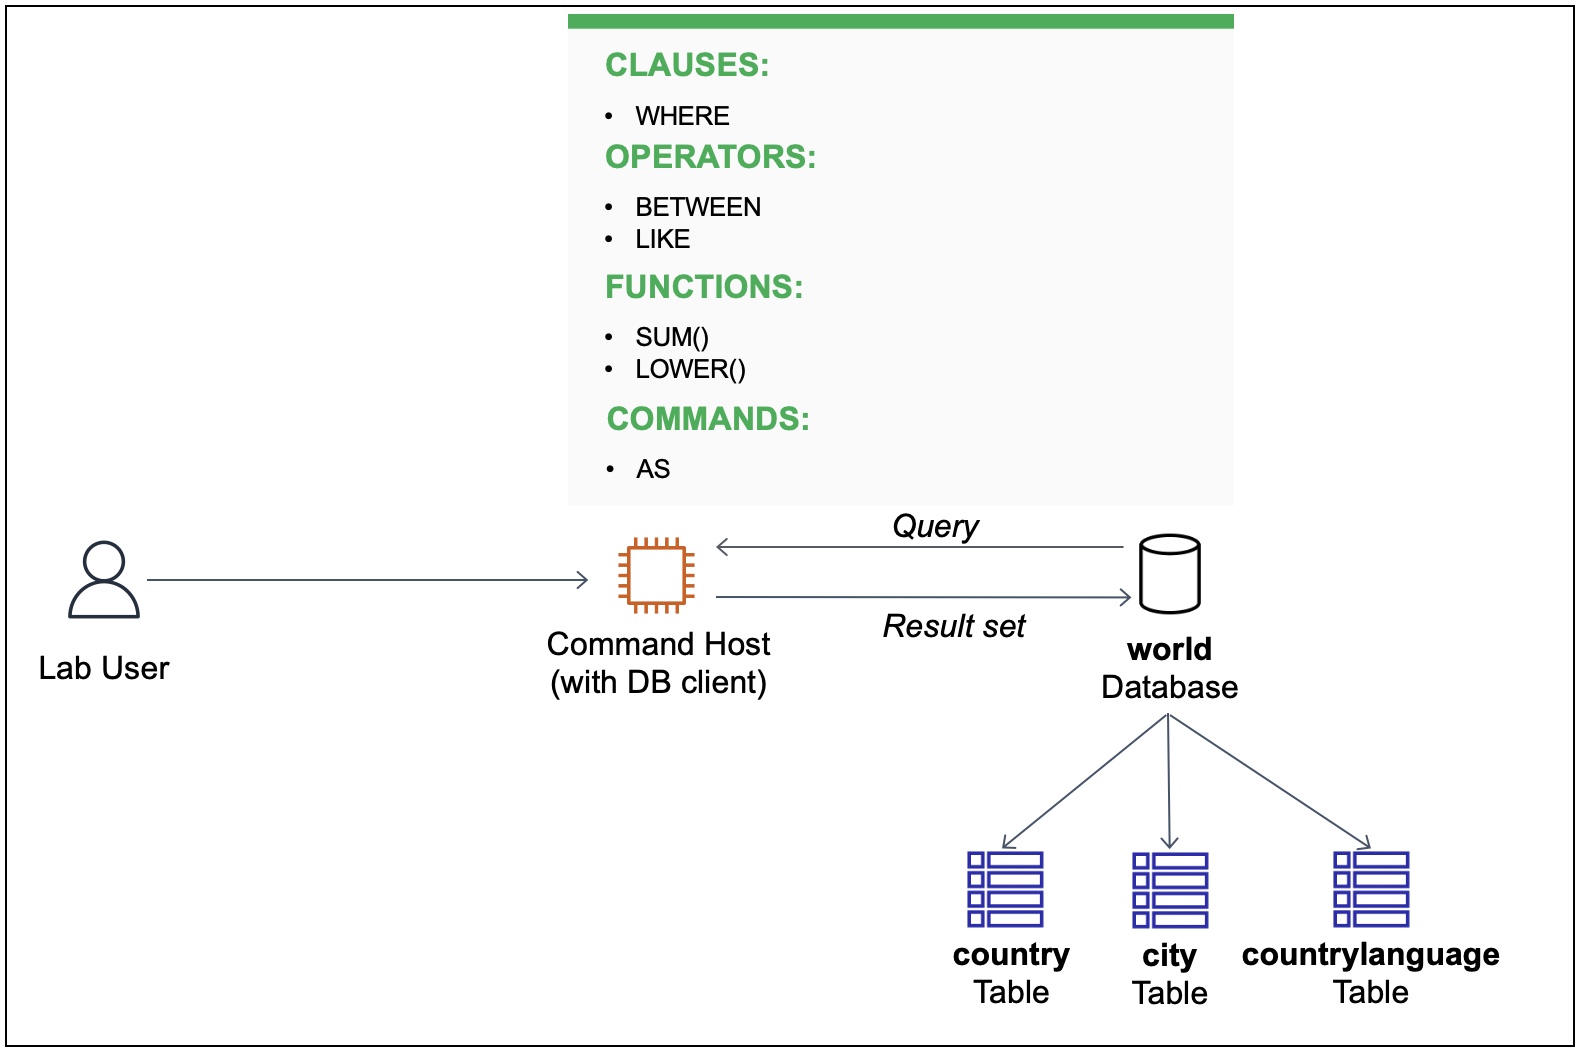 CLAUSES:
• WHERE
OPERATORS:
• BETWEEN
• LIKE
FUNCTIONS:
• SUM()
• LOWER()
COMMANDS:
• AS
Query
Result set
Lab User
Command Host
(with DB client)
world
Database
country
Table
city
Table
countrylanguage
Table